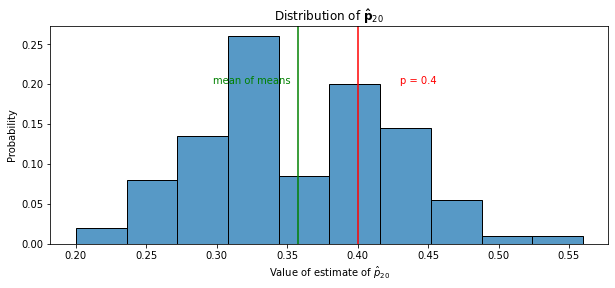 Distribution of p̂₂₀
0.25
0.20
0.15
0.10
0.05
0.00
Probability
mean of means
p = 0.4
0.20 0.25 0.30 0.35 0.40 0.45 0.50 0.55
Value of estimate of p̂₂₀